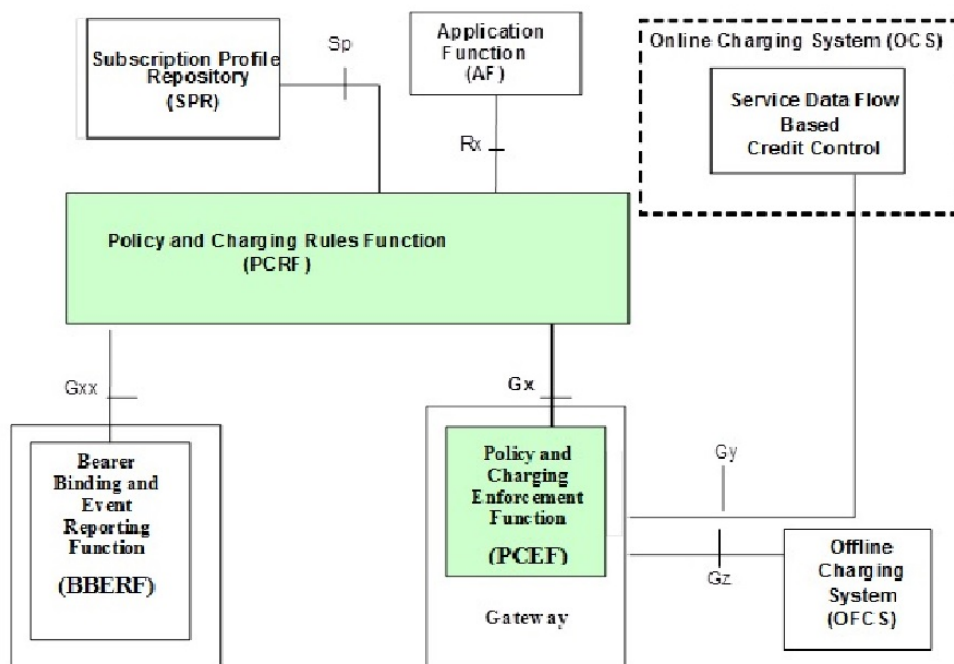 Subscription Profile
Repository
(SPR)
Sp
Application
Function
(AF)
Rx
Online Charging System (OCS)
Service Data Flow
Based
Credit Control
Policy and Charging Rules Function
(PCRF)
Gxx
Gx
Bearer
Binding and
Event
Reporting
Function
(BBERF)
Policy and
Charging
Enforcement
Function
(PCEF)
Gateway
Gy
Gz
Offline
Charging
System
(OFCS)